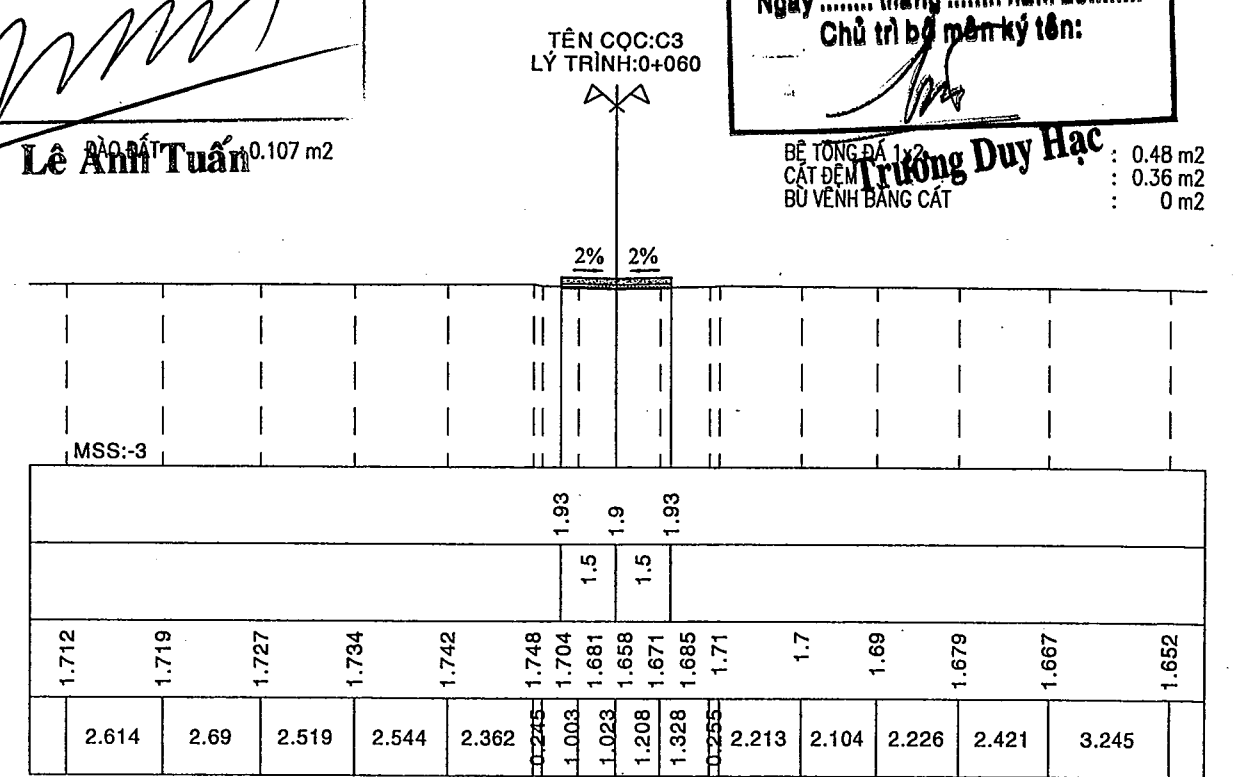 Chủ trì bộ môn ký tên:
TÊN CỌC:C3
LÝ TRÌNH:0+060
ĐÀO ĐẤT 0.107 m2
Lê Anh Tuấn
BÊ TÔNG ĐÁ 1x2 : 0.48 m2
CÁT ĐỆM : 0.36 m2
BÙ VÊNH BẰNG CÁT : 0 m2
Trương Duy Hạc
2% 2%
MSS:-3
1.93 1.9 1.93
1.5 1.5
1.712 1.719 1.727 1.734 1.742 1.748 1.704 1.681 1.658 1.671 1.685 1.71 1.7 1.69 1.679 1.667 1.652
2.614 2.69 2.519 2.544 2.362 0.245 1.003 1.023 1.208 1.328 0.255 2.213 2.104 2.226 2.421 3.245